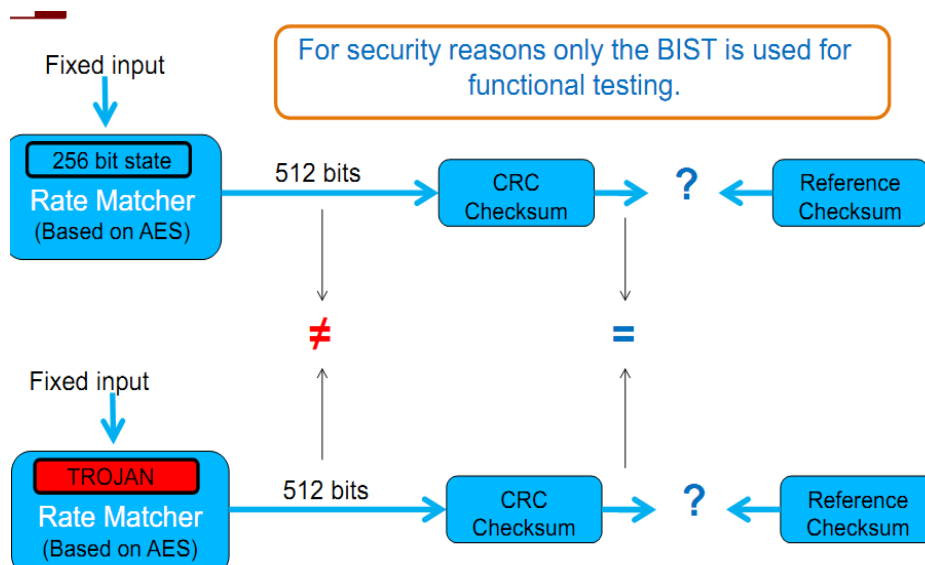 For security reasons only the BIST is used for
functional testing.
Fixed input
256 bit state
Rate Matcher
(Based on AES)
512 bits
CRC
Checksum
?
Reference
Checksum
≠
=
Fixed input
TROJAN
Rate Matcher
(Based on AES)
512 bits
CRC
Checksum
?
Reference
Checksum